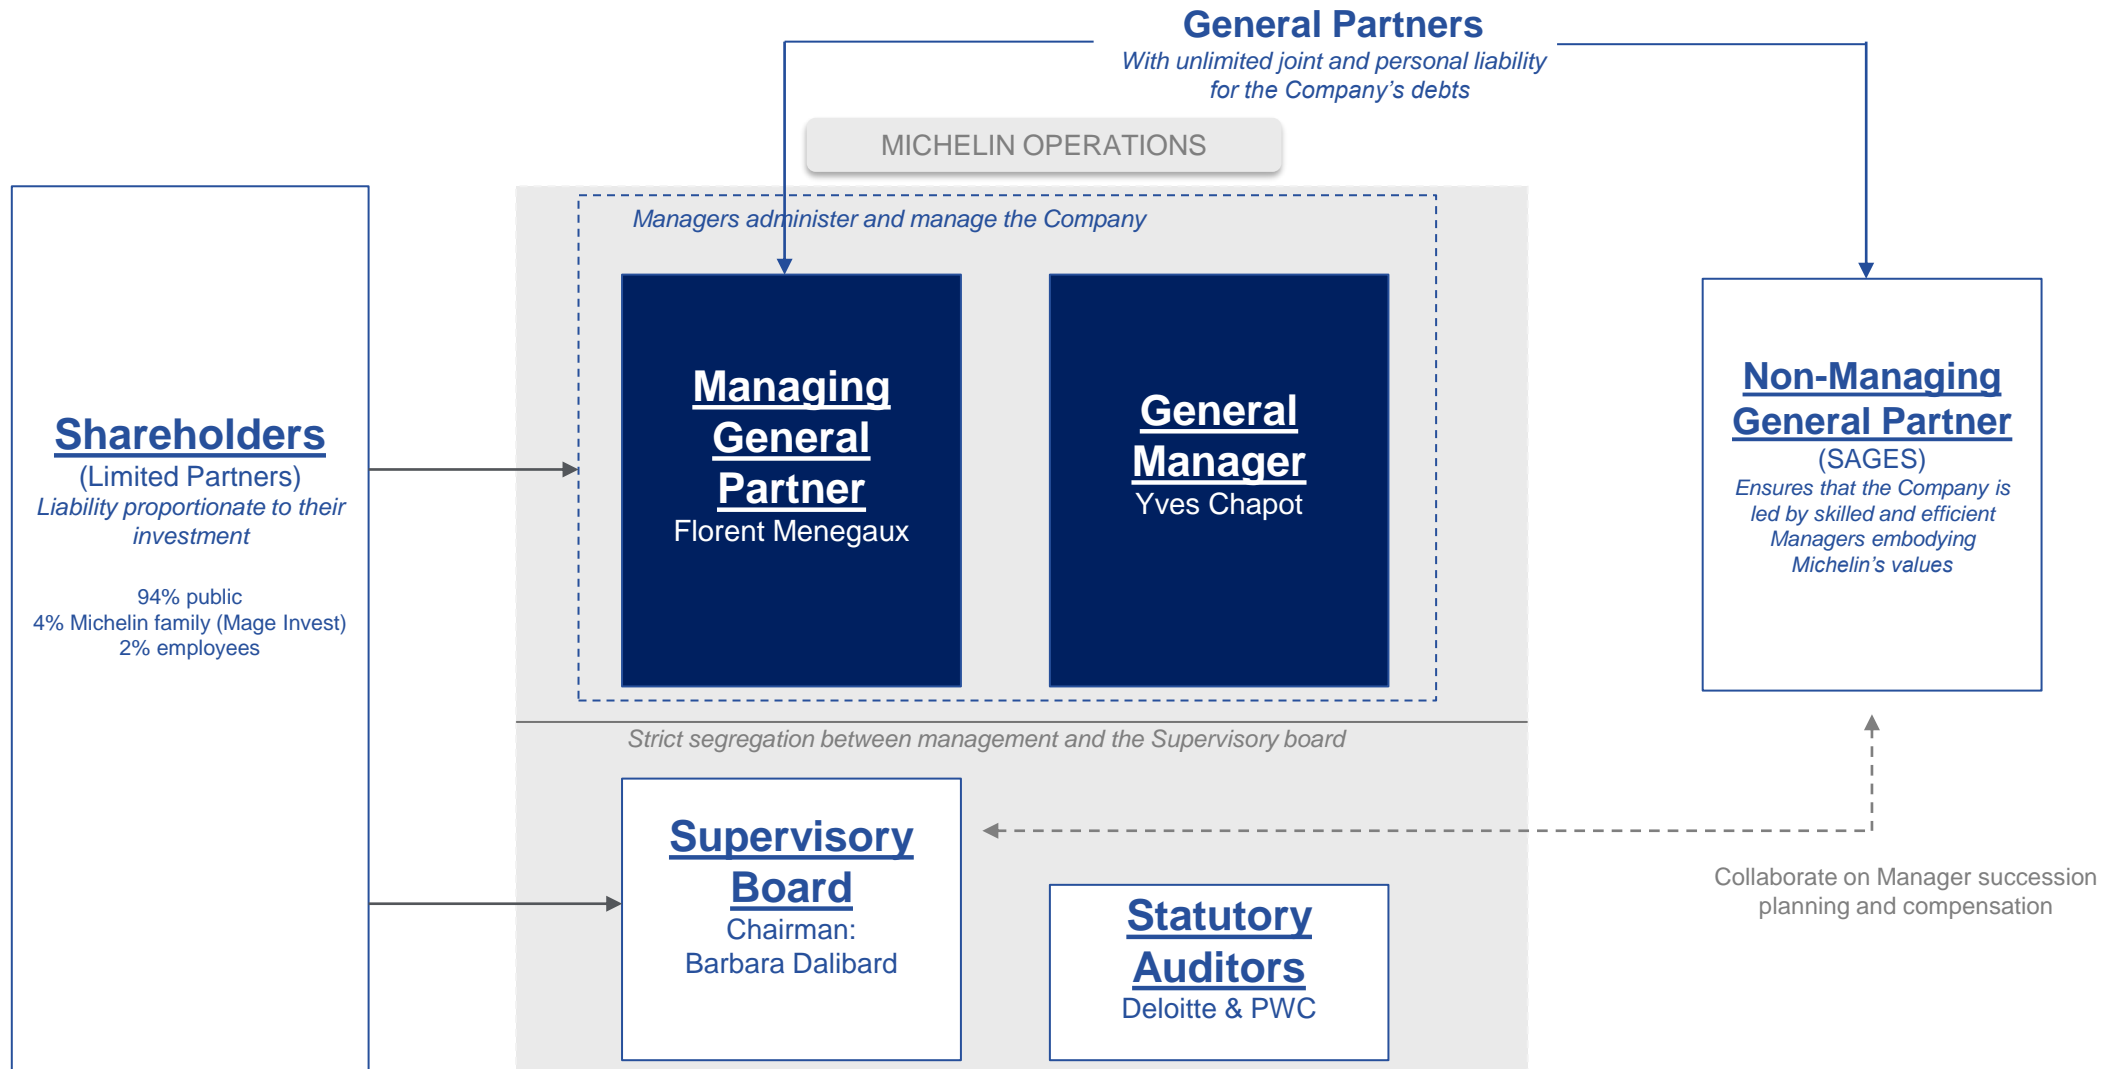 General Partners
With unlimited joint and personal liability
for the Company's debts
MICHELIN OPERATIONS
Shareholders
(Limited Partners)
Liability proportionate to their
investment
94% public
4% Michelin family (Mage Invest)
2% employees
Managers administer and manage the Company
Managing
General
Partner
Florent Menegaux
General
Manager
Yves Chapot
Non-Managing
General Partner
(SAGES)
Ensures that the Company is
led by skilled and efficient
Managers embodying
Michelin's values
Strict segregation between management and the Supervisory board
Supervisory
Board
Chairman:
Barbara Dalibard
Statutory
Auditors
Deloitte & PWC
Collaborate on Manager succession
planning and compensation